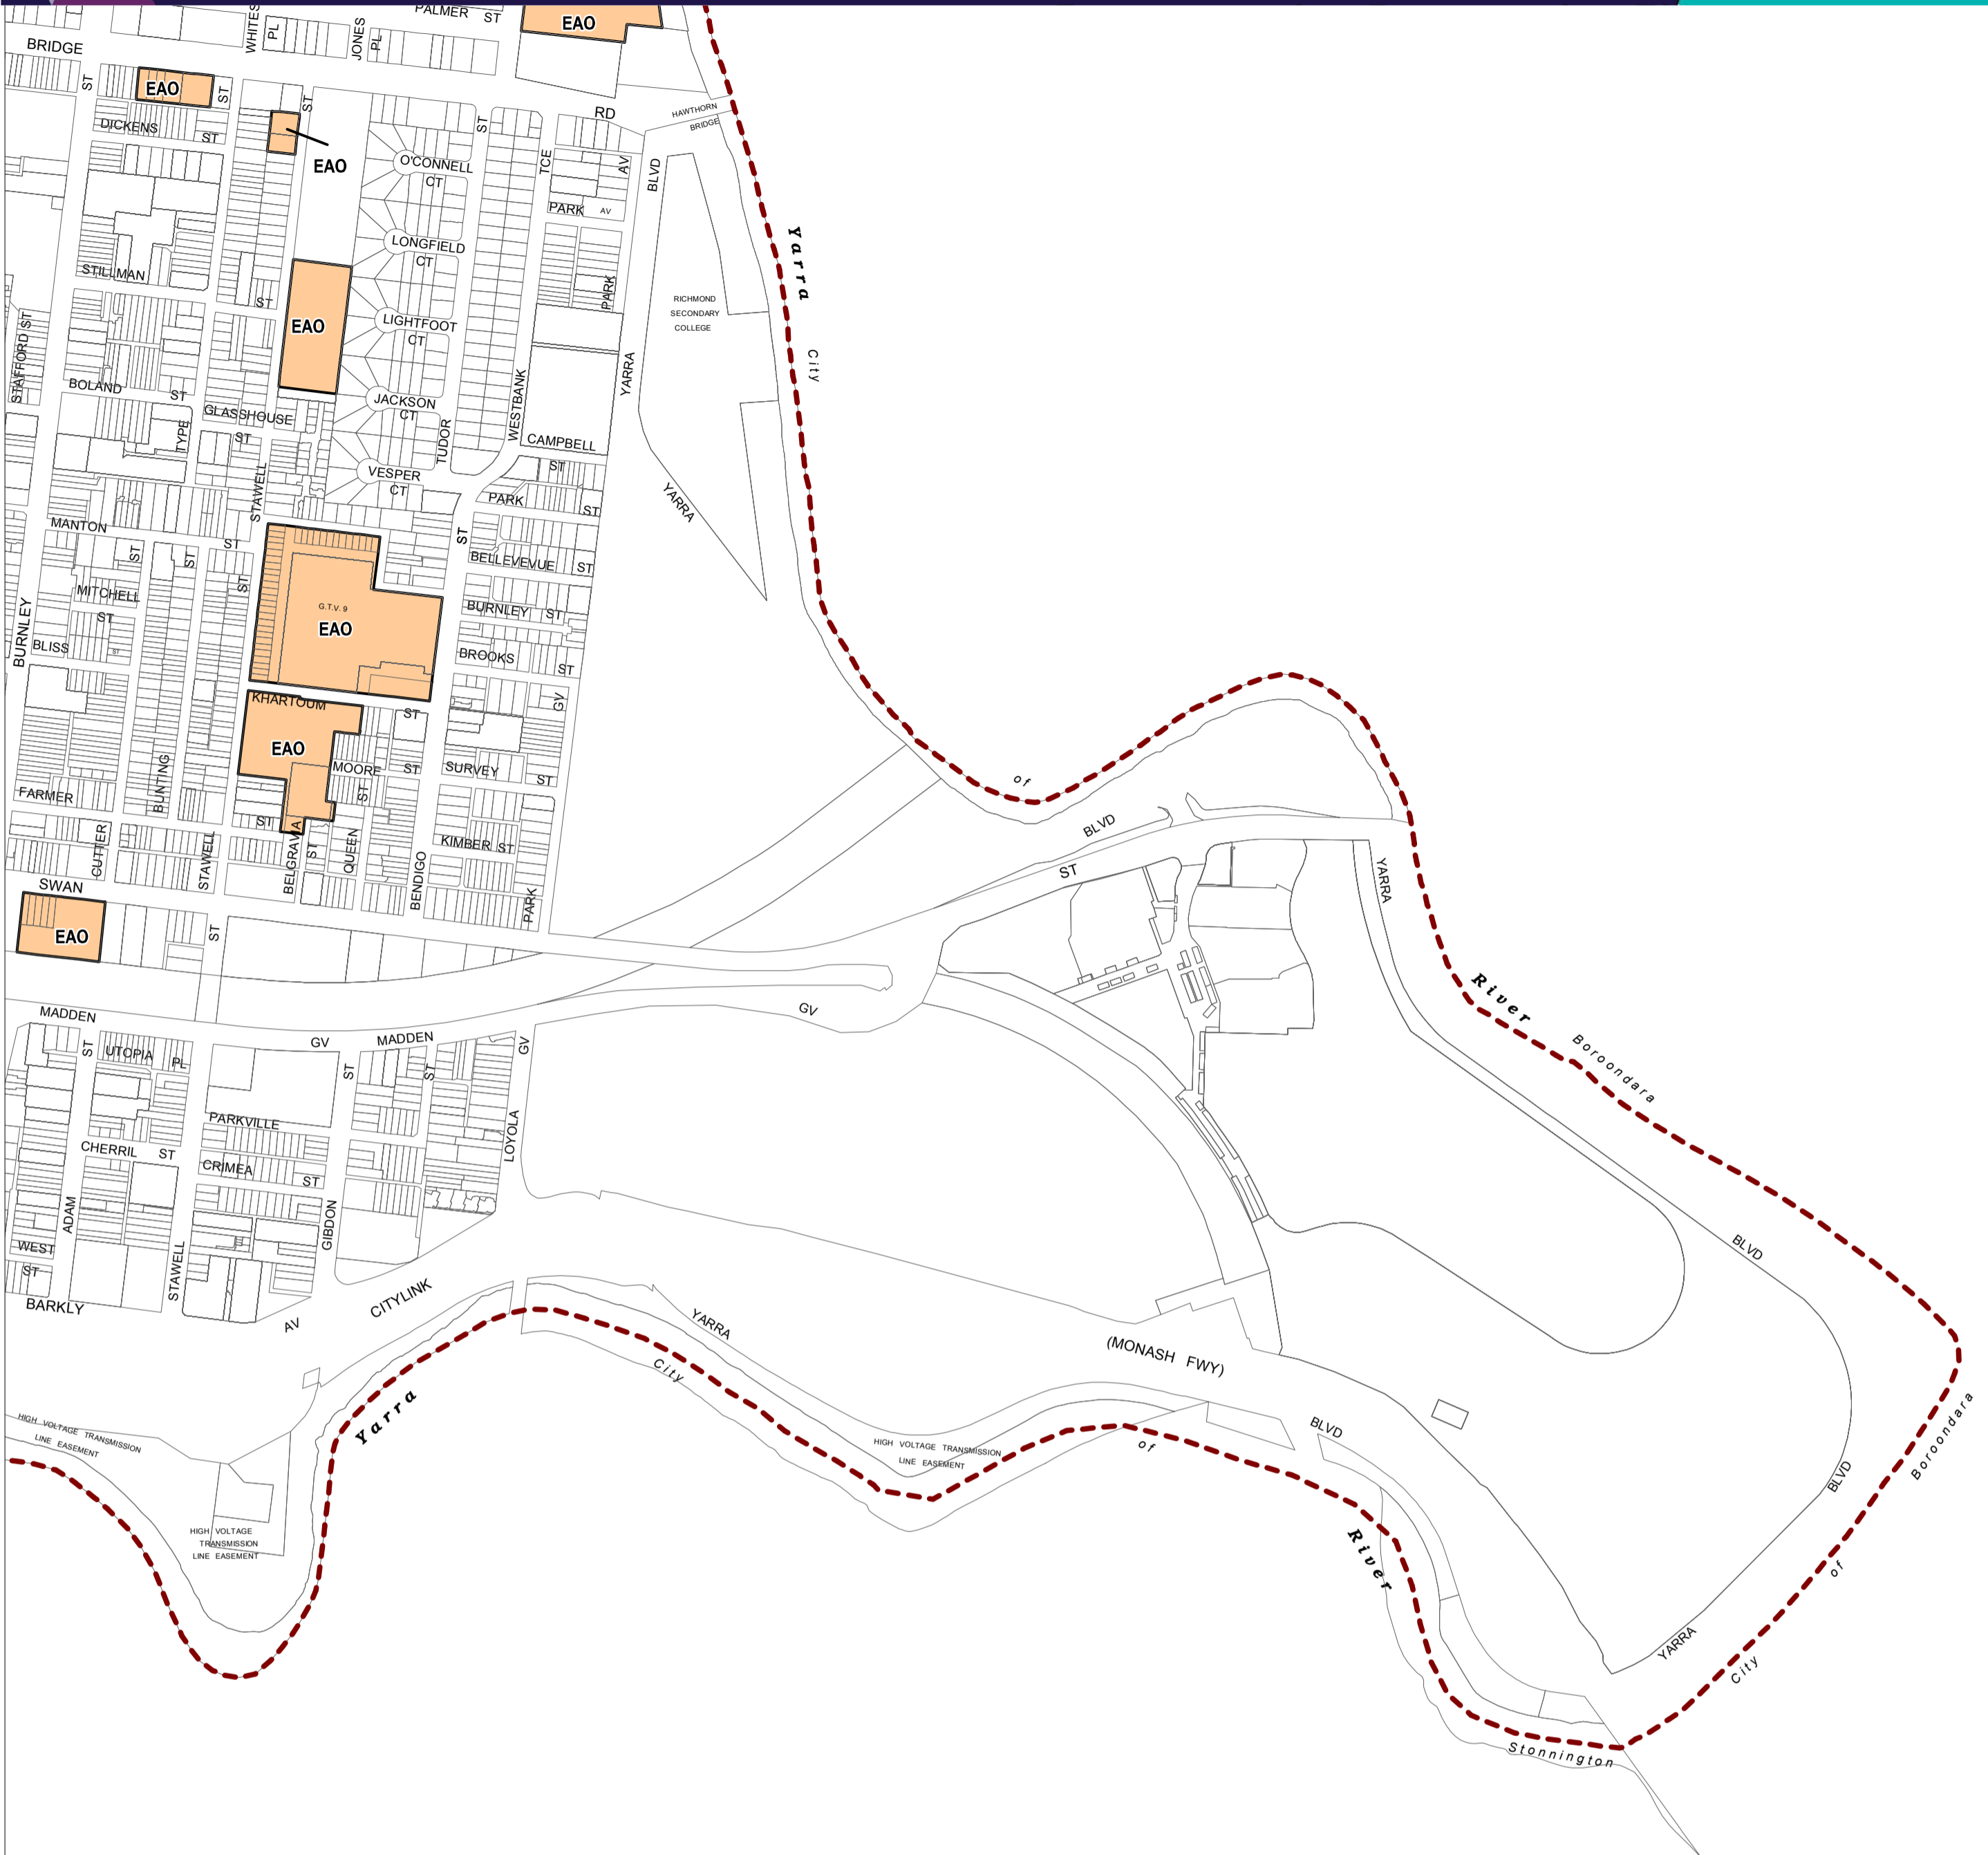 PALMER ST
EAO
WHITES
PL
JONES
PL
BRIDGE
ST
EAO
ST
ST
DICKENS
ST
EAO
ST
RD
HAWTHORN
BRIDGE
O'CONNELL
CT
TCE
AV
BLVD
PARK
AV
LONGFIELD
CT
Yarra
STILLMAN
ST
PARK
RICHMOND
SECONDARY
COLLEGE
EAO
LIGHTFOOT
CT
STAFFORD ST
City
YARRA
BOLAND
ST
GLASSHOUSE
ST
JACKSON
CT
WESTBANK
TYPE
TUDOR
CAMPBELL
ST
VESPER
CT
STAWELL
PARK
ST
YARRA
MANTON
ST
ST
ST
ST
ST
BELLEVEVUE ST
MITCHELL
ST
G.T.V. 9
EAO
BURNLEY ST
BURNLEY
BLISS
ST
BROOKS
ST
KHARTOUM
ST
GV
EAO
MOORE ST
ST
SURVEY
ST
BUNTING
FARMER
ST
of
CUTTER
STAWELL
BELGRAVIA
ST
QUEEN
KIMBER ST
BENDIGO
BLVD
SWAN
PARK
ST
YARRA
EAO
ST
River
GV
MADDEN
GV
MADDEN
GV
Boroondara
ST
UTOPIA
PL
ST
ST
PARKVILLE
LOYOLA
CHERRIL ST
CRIMEA
ST
ADAM
GIBDON
WEST
ST
STAWELL
BLVD
BARKLY
AV
CITYLINK
YARRA
(MONASH FWY)
City
Yarra
Boroondara
HIGH VOLTAGE TRANSMISSION
LINE EASEMENT
HIGH VOLTAGE TRANSMISSION
LINE EASEMENT
of
BLVD
BLVD
HIGH VOLTAGE
TRANSMISSION
LINE EASEMENT
River
of
YARRA
City
Stonnington